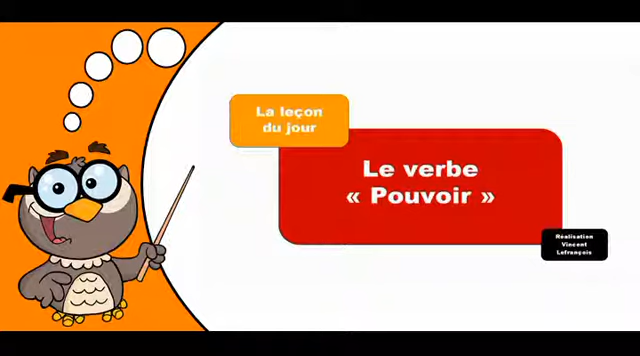 La leçon
du jour
Le verbe
« Pouvoir »
Réalisation
Vincent
Lefrançois